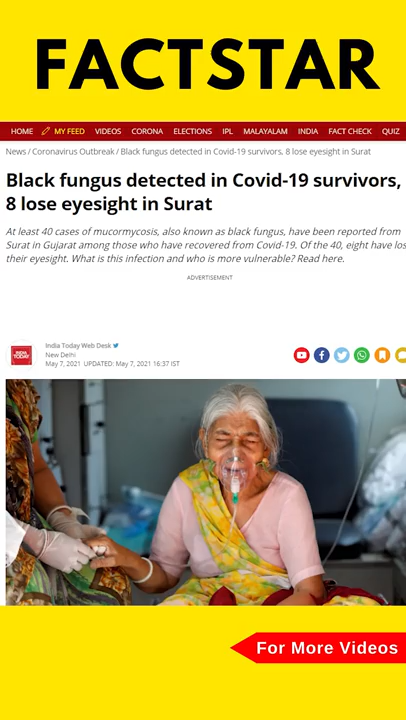 FACTSTAR
HOME MY FEED VIDEOS CORONA ELECTIONS IPL MALAYALAM INDIA FACT CHECK QUIZ
News / Coronavirus Outbreak / Black fungus detected in Covid-19 survivors, 8 lose eyesight in Surat
Black fungus detected in Covid-19 survivors,
8 lose eyesight in Surat
At least 40 cases of mucormycosis, also known as black fungus, have been reported from
Surat in Gujarat among those who have recovered from Covid-19. Of the 40, eight have los
their eyesight. What is this infection and who is more vulnerable? Read here.
ADVERTISEMENT
INDIA
TODAY
India Today Web Desk
New Delhi
May 7, 2021 UPDATED: May 7, 2021 16:37 IST
For More Videos